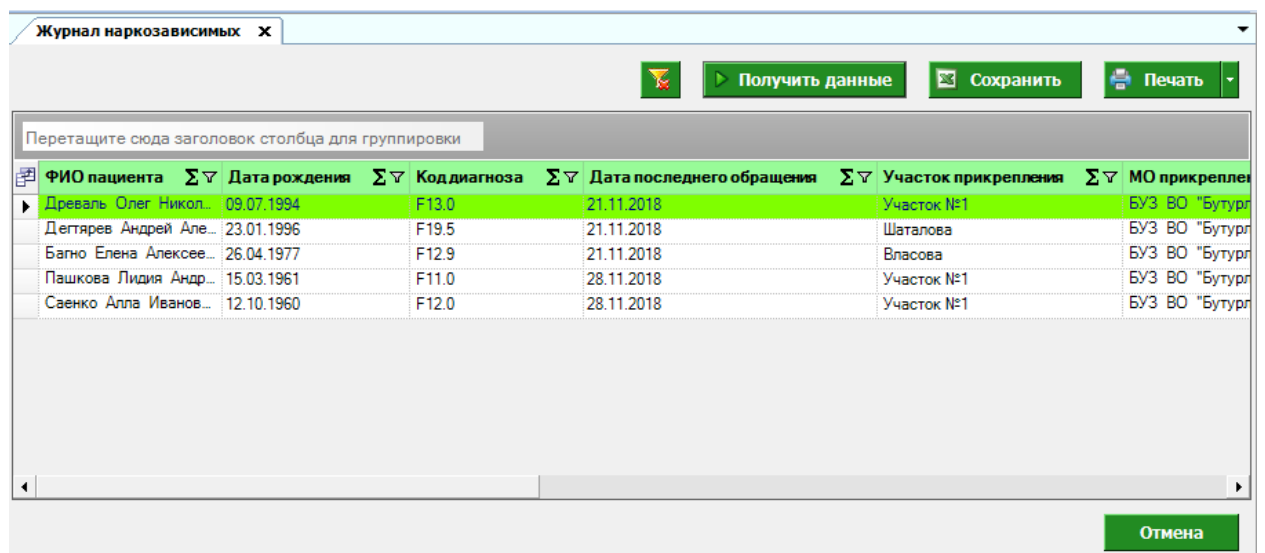 Журнал наркозависимых X
Получить данные Сохранить Печать
Перетащите сюда заголовок столбца для группировки
ФИО пациента Σ Дата рождения Σ Код диагноза Σ Дата последнего обращения Σ Участок прикрепления Σ МО прикреплен
Древаль Олег Никол... 09.07.1994 F13.0 21.11.2018 Участок №1 БУЗ ВО "Бутурл
Дегтярев Андрей Але... 23.01.1996 F19.5 21.11.2018 Шаталова БУЗ ВО "Бутурл
Багно Елена Алексее... 26.04.1977 F12.9 21.11.2018 Власова БУЗ ВО "Бутурл
Пашкова Лидия Андр... 15.03.1961 F11.0 28.11.2018 Участок №1 БУЗ ВО "Бутурл
Саенко Алла Иванов... 12.10.1960 F12.0 28.11.2018 Участок №1 БУЗ ВО "Бутурл
Отмена